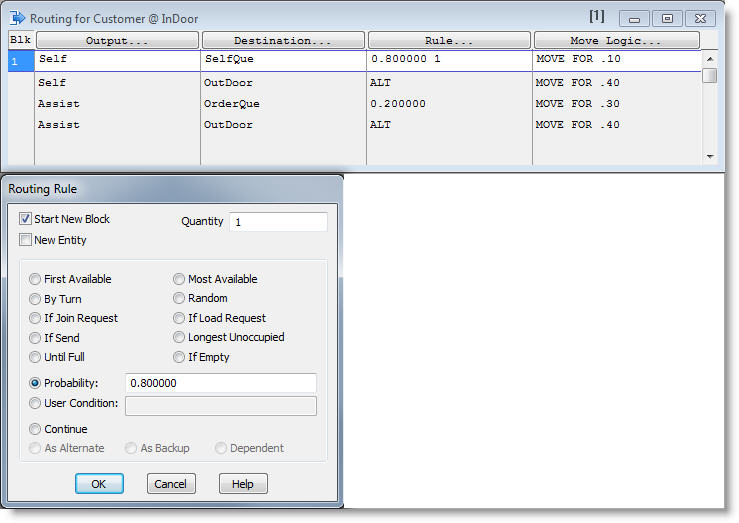 Routing for Customer @ InDoor [1]
Blk Output... Destination... Rule... Move Logic...
1 Self SelfQue 0.800000 1 MOVE FOR .10
Self OutDoor ALT MOVE FOR .40
Assist OrderQue 0.200000 MOVE FOR .30
Assist OutDoor ALT MOVE FOR .40
Routing Rule
Start New Block Quantity 1
New Entity
First Available Most Available
By Turn Random
If Join Request If Load Request
If Send Longest Unoccupied
Until Full If Empty
Probability: 0.800000
User Condition:
Continue
As Alternate As Backup Dependent
OK Cancel Help